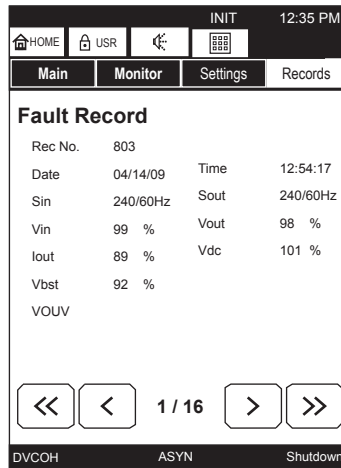 INIT 12:35 PM
HOME USR
Main Monitor Settings Records
Fault Record
Rec No. 803
Date 04/14/09 Time 12:54:17
Sin 240/60Hz Sout 240/60Hz
Vin 99 % Vout 98 %
Iout 89 % Vdc 101 %
Vbst 92 %
VOUV
<< < 1 / 16 > >>
DVCOH ASYN Shutdown